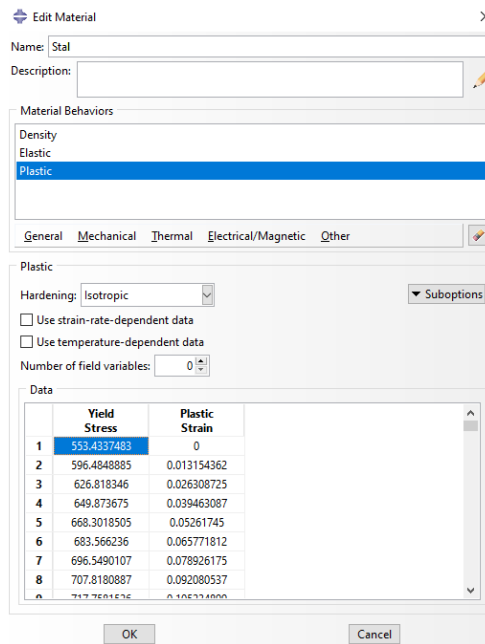 Edit Material
Name: Stal
Description:
Material Behaviors
Density
Elastic
Plastic
General Mechanical Thermal Electrical/Magnetic Other
Plastic
Hardening: Isotropic Suboptions
Use strain-rate-dependent data
Use temperature-dependent data
Number of field variables: 0
Data
Yield Stress Plastic Strain
1 553.4337483 0
2 596.4848885 0.013154362
3 626.818346 0.026308725
4 649.873675 0.039463087
5 668.3018505 0.05261745
6 683.566236 0.065771812
7 696.5490107 0.078926175
8 707.8180887 0.092080537
OK Cancel